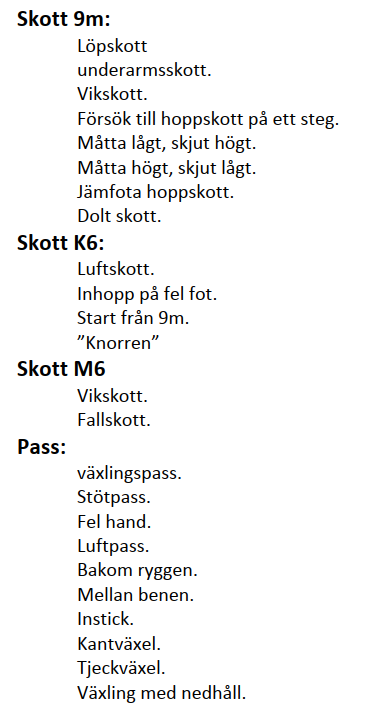 Skott 9m:
Löpskott
underarmsskott.
Vikskott.
Försök till hoppskott på ett steg.
Måtta lågt, skjut högt.
Måtta högt, skjut lågt.
Jämfota hoppskott.
Dolt skott.
Skott K6:
Luftskott.
Inhopp på fel fot.
Start från 9m.
”Knorren”
Skott M6
Vikskott.
Fallskott.
Pass:
växlingspass.
Stötpass.
Fel hand.
Luftpass.
Bakom ryggen.
Mellan benen.
Instick.
Kantväxel.
Tjeckväxel.
Växling med nedhåll.